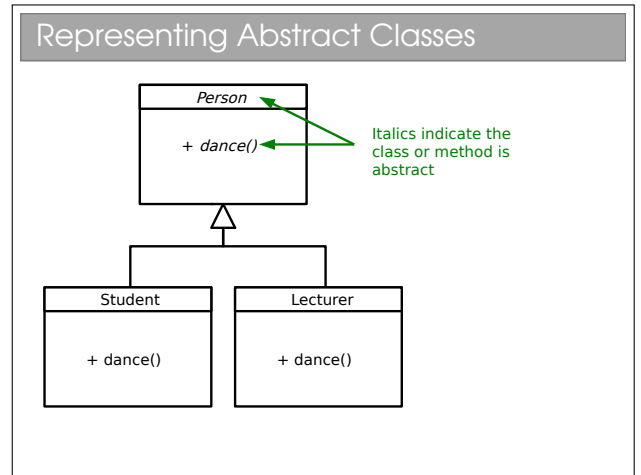 Representing Abstract Classes
Person
+ dance()
Italics indicate the
class or method is
abstract
Student
+ dance()
Lecturer
+ dance()